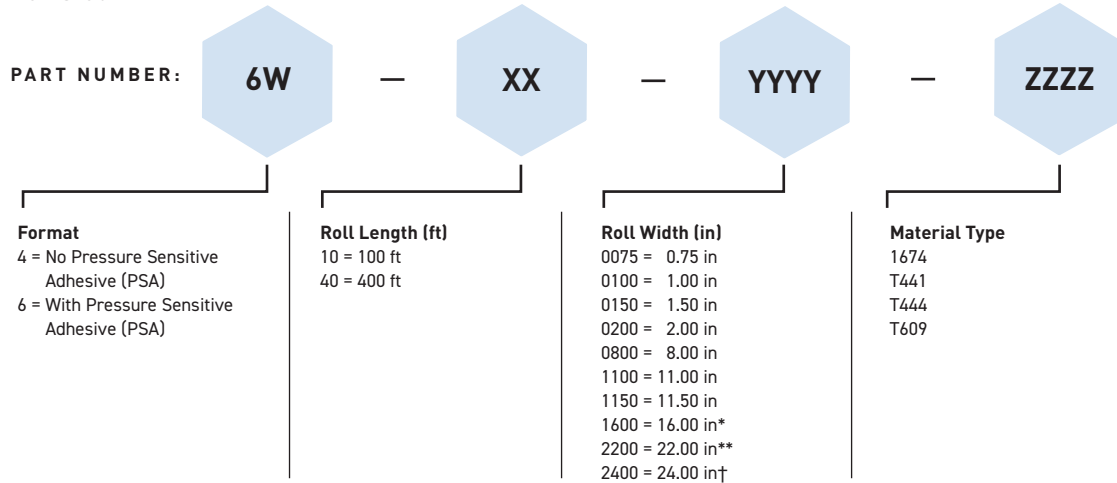 PART NUMBER: 6W — XX — YYYY — ZZZZ
Format
4 = No Pressure Sensitive
Adhesive (PSA)
6 = With Pressure Sensitive
Adhesive (PSA)
Roll Length (ft)
10 = 100 ft
40 = 400 ft
Roll Width (in)
0075 = 0.75 in
0100 = 1.00 in
0150 = 1.50 in
0200 = 2.00 in
0800 = 8.00 in
1100 = 11.00 in
1150 = 11.50 in
1600 = 16.00 in*
2200 = 22.00 in**
2400 = 24.00 in†
Material Type
1674
T441
T444
T609